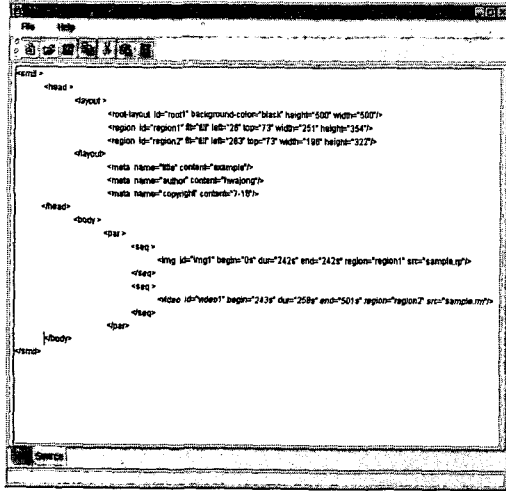 File Help
<smil >
<head >
<layout >
<root-layout id="root1" background-color="black" height="500" width="500"/>
<region id="region1" fit="fill" left="26" top="73" width="251" height="354"/>
<region id="region2" fit="fill" left="283" top="73" width="196" height="322"/>
</layout>
<meta name="title" content="example"/>
<meta name="author" content="hwajong"/>
<meta name="copyright" content="7-18"/>
</head>
<body >
<par >
<seq >
<img id="img1" begin="0s" dur="242s" end="242s" region="region1" src="sample.rp"/>
</seq>
<seq >
<video id="video1" begin="243s" dur="258s" end="501s" region="region2" src="sample.rm"/>
</seq>
</par>
</body>
</smil>
Source